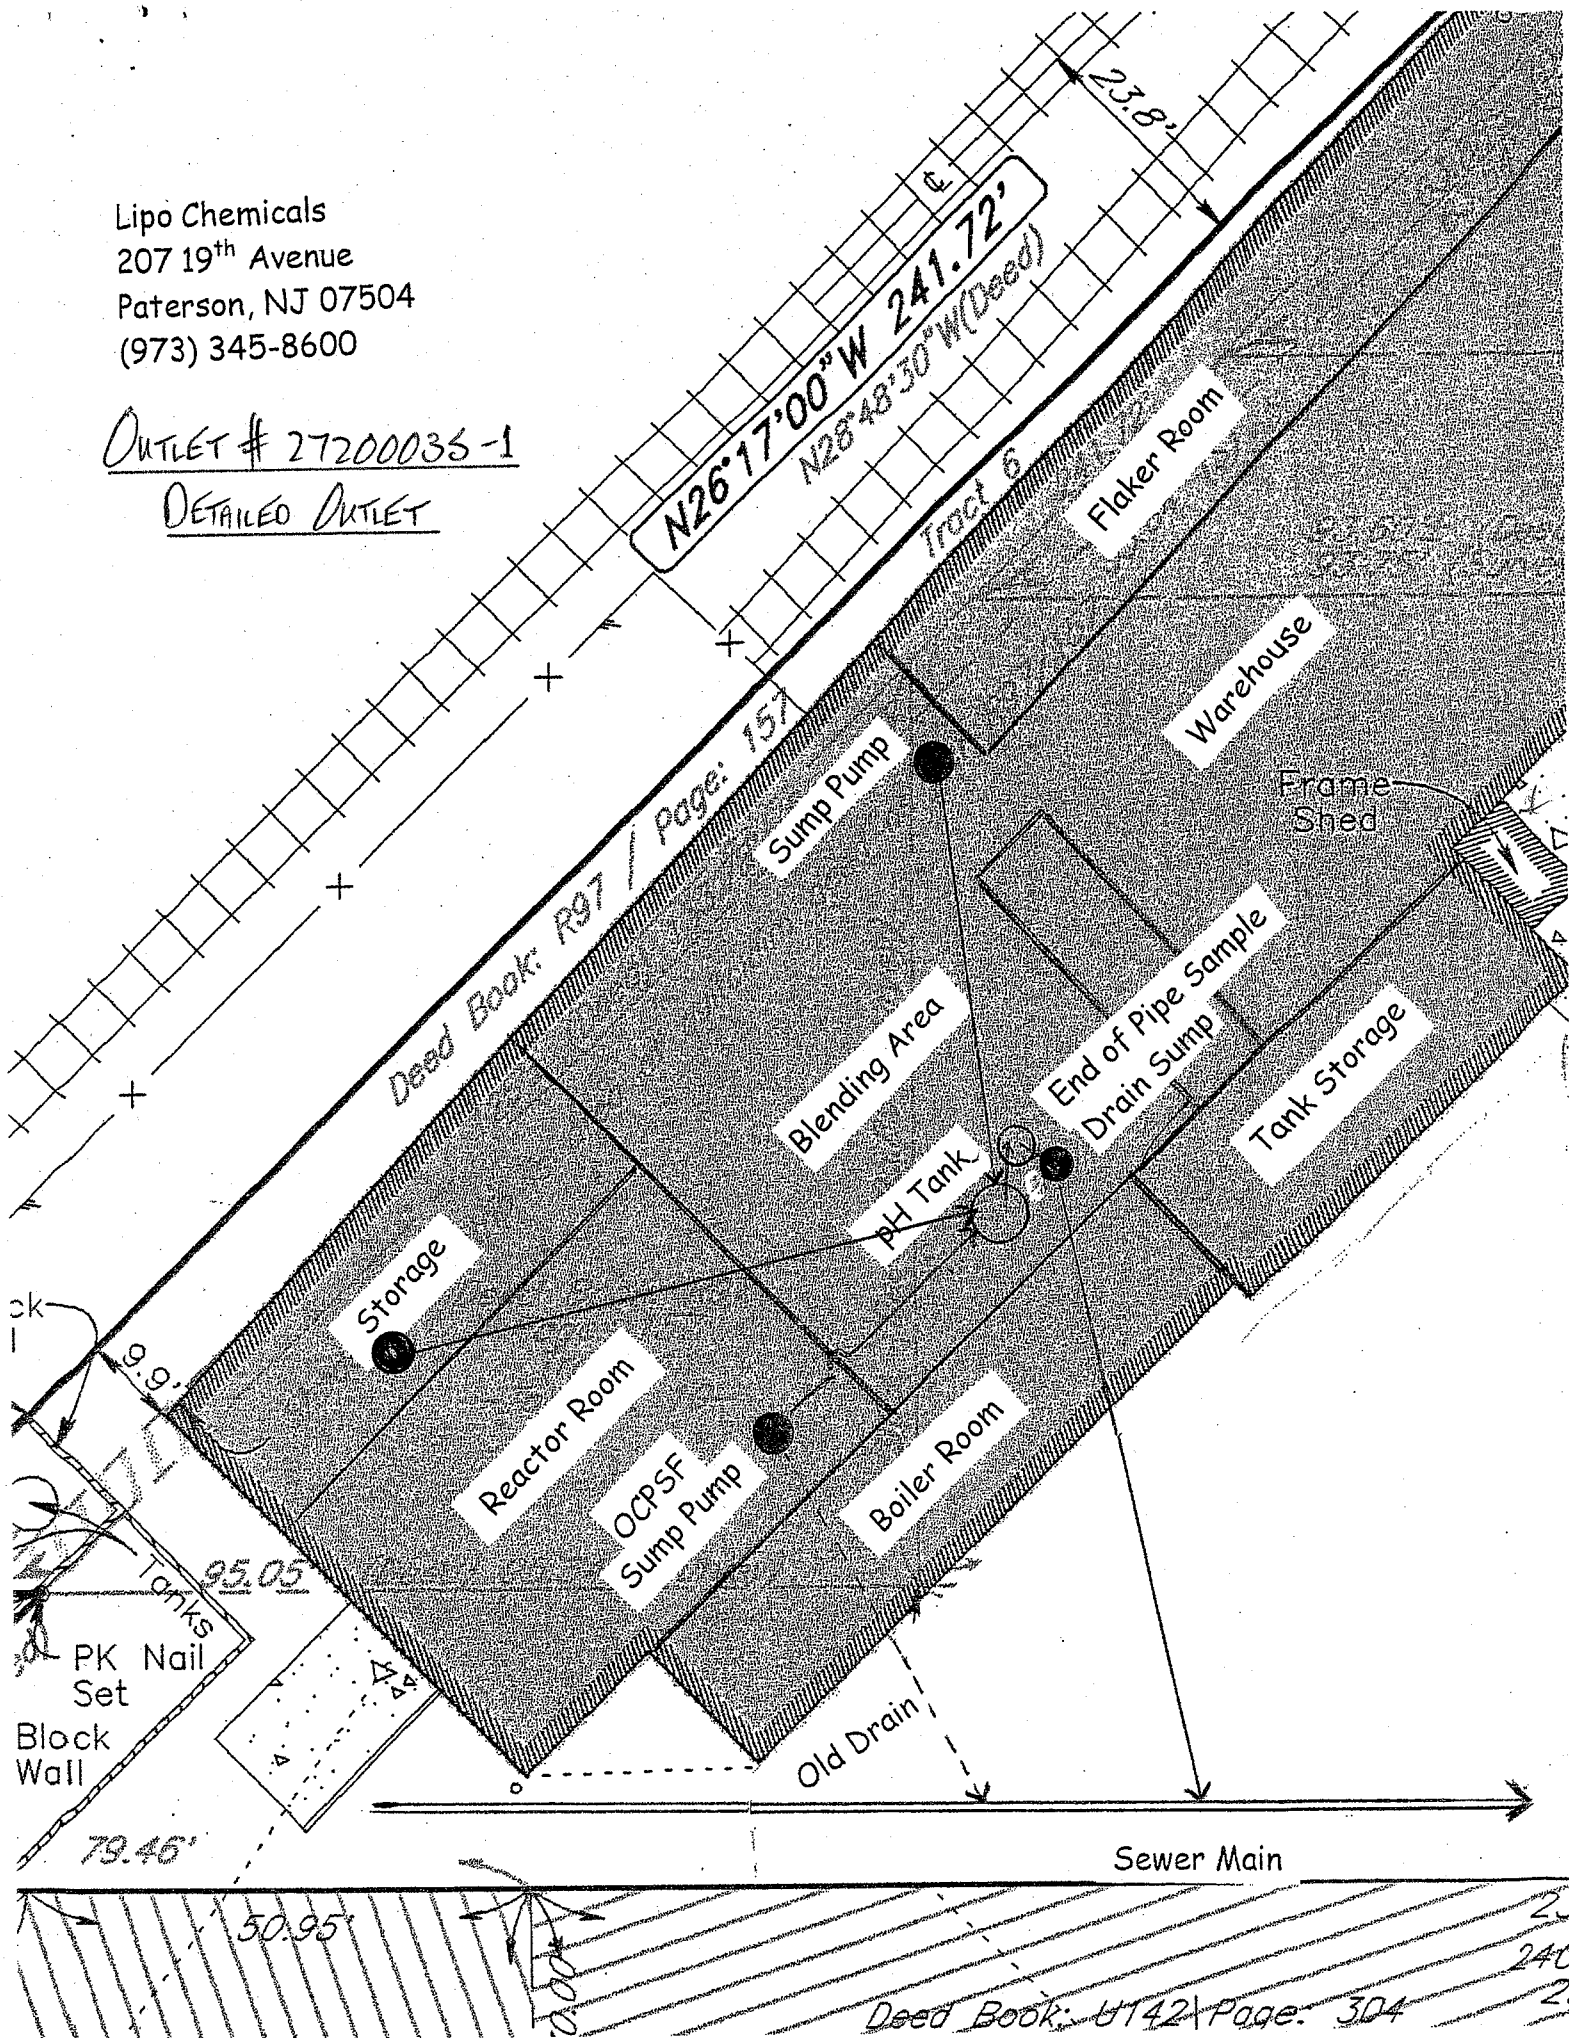 Lipo Chemicals
207 19th Avenue
Paterson, NJ 07504
(973) 345-8600
OUTLET # 27200035-1
DETAILED OUTLET
23.8'
℄
N26°17'00"W 241.72'
N28°48'30"W(Deed)
Tract 6
Deed Book: R97 / Page: 157
Flaker Room
Warehouse
Frame
Shed
Sump Pump
Blending Area
End of Pipe Sample
Drain Sump
Tank Storage
pH Tank
Storage
Reactor Room
OCPSF
Sump Pump
Boiler Room
9.9'
Tanks
95.05'
PK Nail
Set
Block
Wall
Old Drain
79.46'
Sewer Main
50.95'
Deed Book: U142 Page: 304